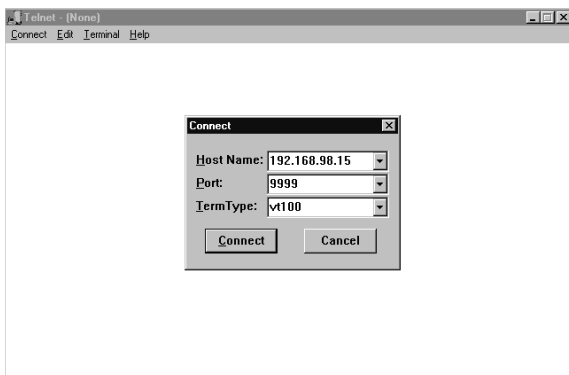 Telnet - (None)
Connect Edit Terminal Help
Connect
Host Name: 192.168.98.15
Port: 9999
TermType: vt100
Connect Cancel